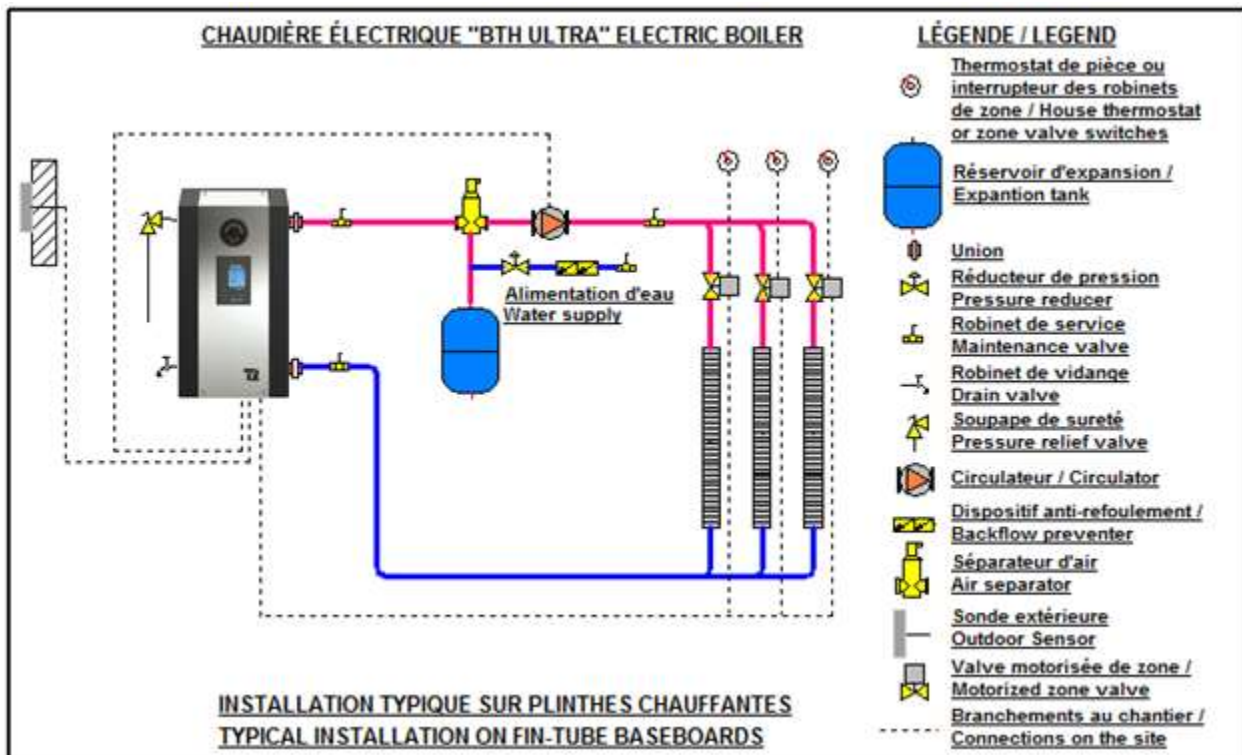 CHAUDIÈRE ÉLECTRIQUE "BTH ULTRA" ELECTRIC BOILER
Alimentation d'eau
Water supply
INSTALLATION TYPIQUE SUR PLINTHES CHAUFFANTES
TYPICAL INSTALLATION ON FIN-TUBE BASEBOARDS
LÉGENDE / LEGEND
Thermostat de pièce ou
interrupteur des robinets
de zone / House thermostat
or zone valve switches
Réservoir d'expansion /
Expantion tank
Union
Réducteur de pression
Pressure reducer
Robinet de service
Maintenance valve
Robinet de vidange
Drain valve
Soupape de sureté
Pressure relief valve
Circulateur / Circulator
Dispositif anti-refoulement /
Backflow preventer
Séparateur d'air
Air separator
Sonde extérieure
Outdoor Sensor
Valve motorisée de zone /
Motorized zone valve
Branchements au chantier /
Connections on the site